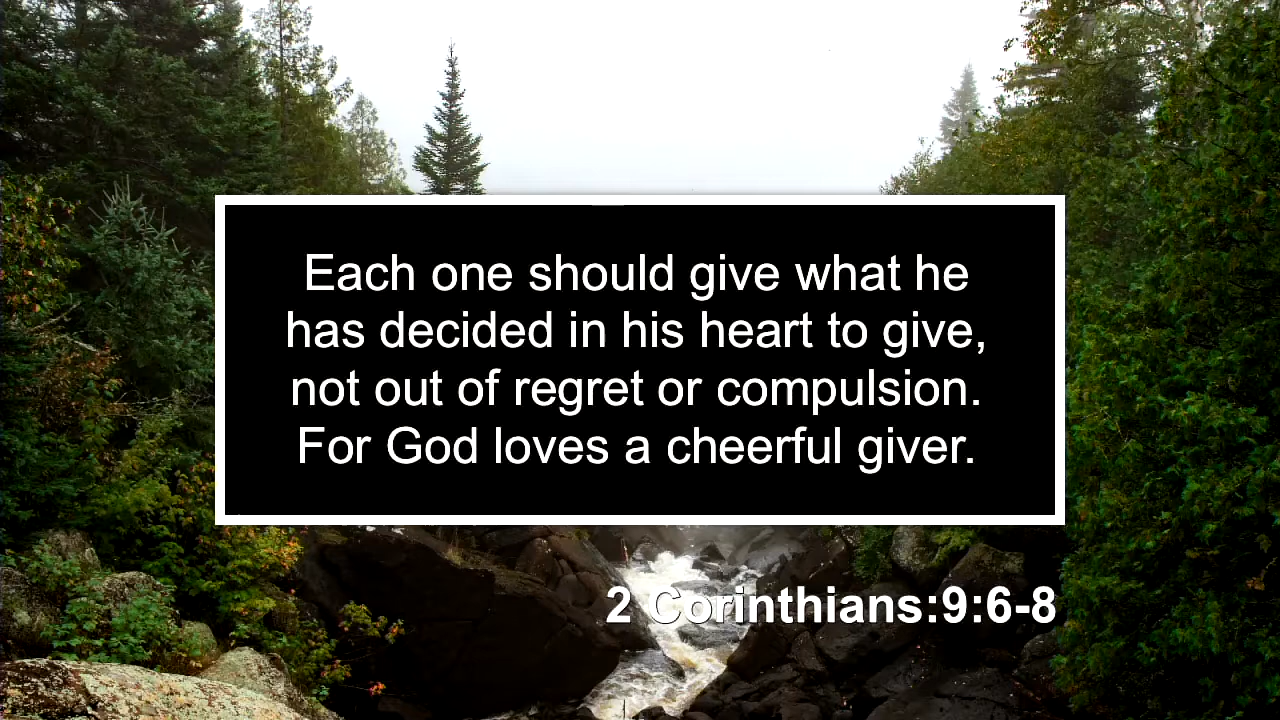 Each one should give what he
has decided in his heart to give,
not out of regret or compulsion.
For God loves a cheerful giver.
2 Corinthians:9:6-8